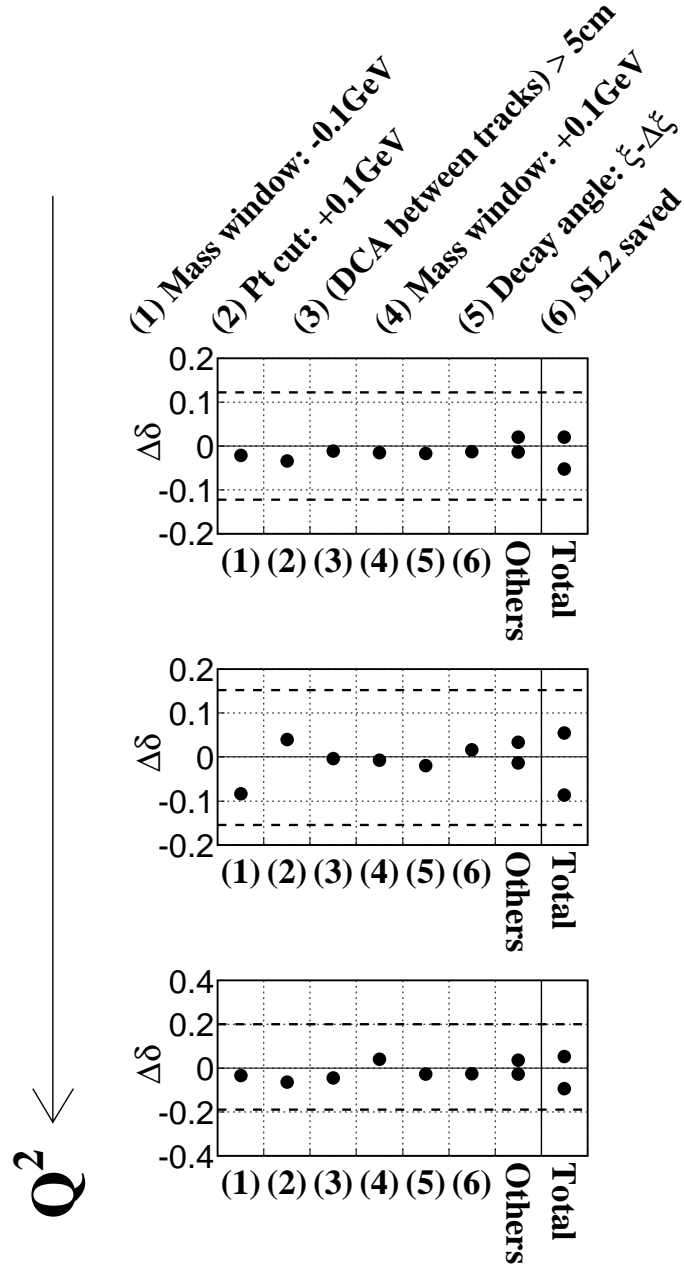 (1) Mass window: -0.1GeV
(2) Pt cut: +0.1GeV
(3) (DCA between tracks) > 5cm
(4) Mass window: +0.1GeV
(5) Decay angle: ξ-Δξ
(6) SL2 saved
0.2
0.1
0
-0.1
-0.2
Δδ
(1) (2) (3) (4) (5) (6) Others Total
0.2
0.1
0
-0.1
-0.2
Δδ
(1) (2) (3) (4) (5) (6) Others Total
0.4
0.2
0
-0.2
-0.4
Δδ
(1) (2) (3) (4) (5) (6) Others Total
Q²